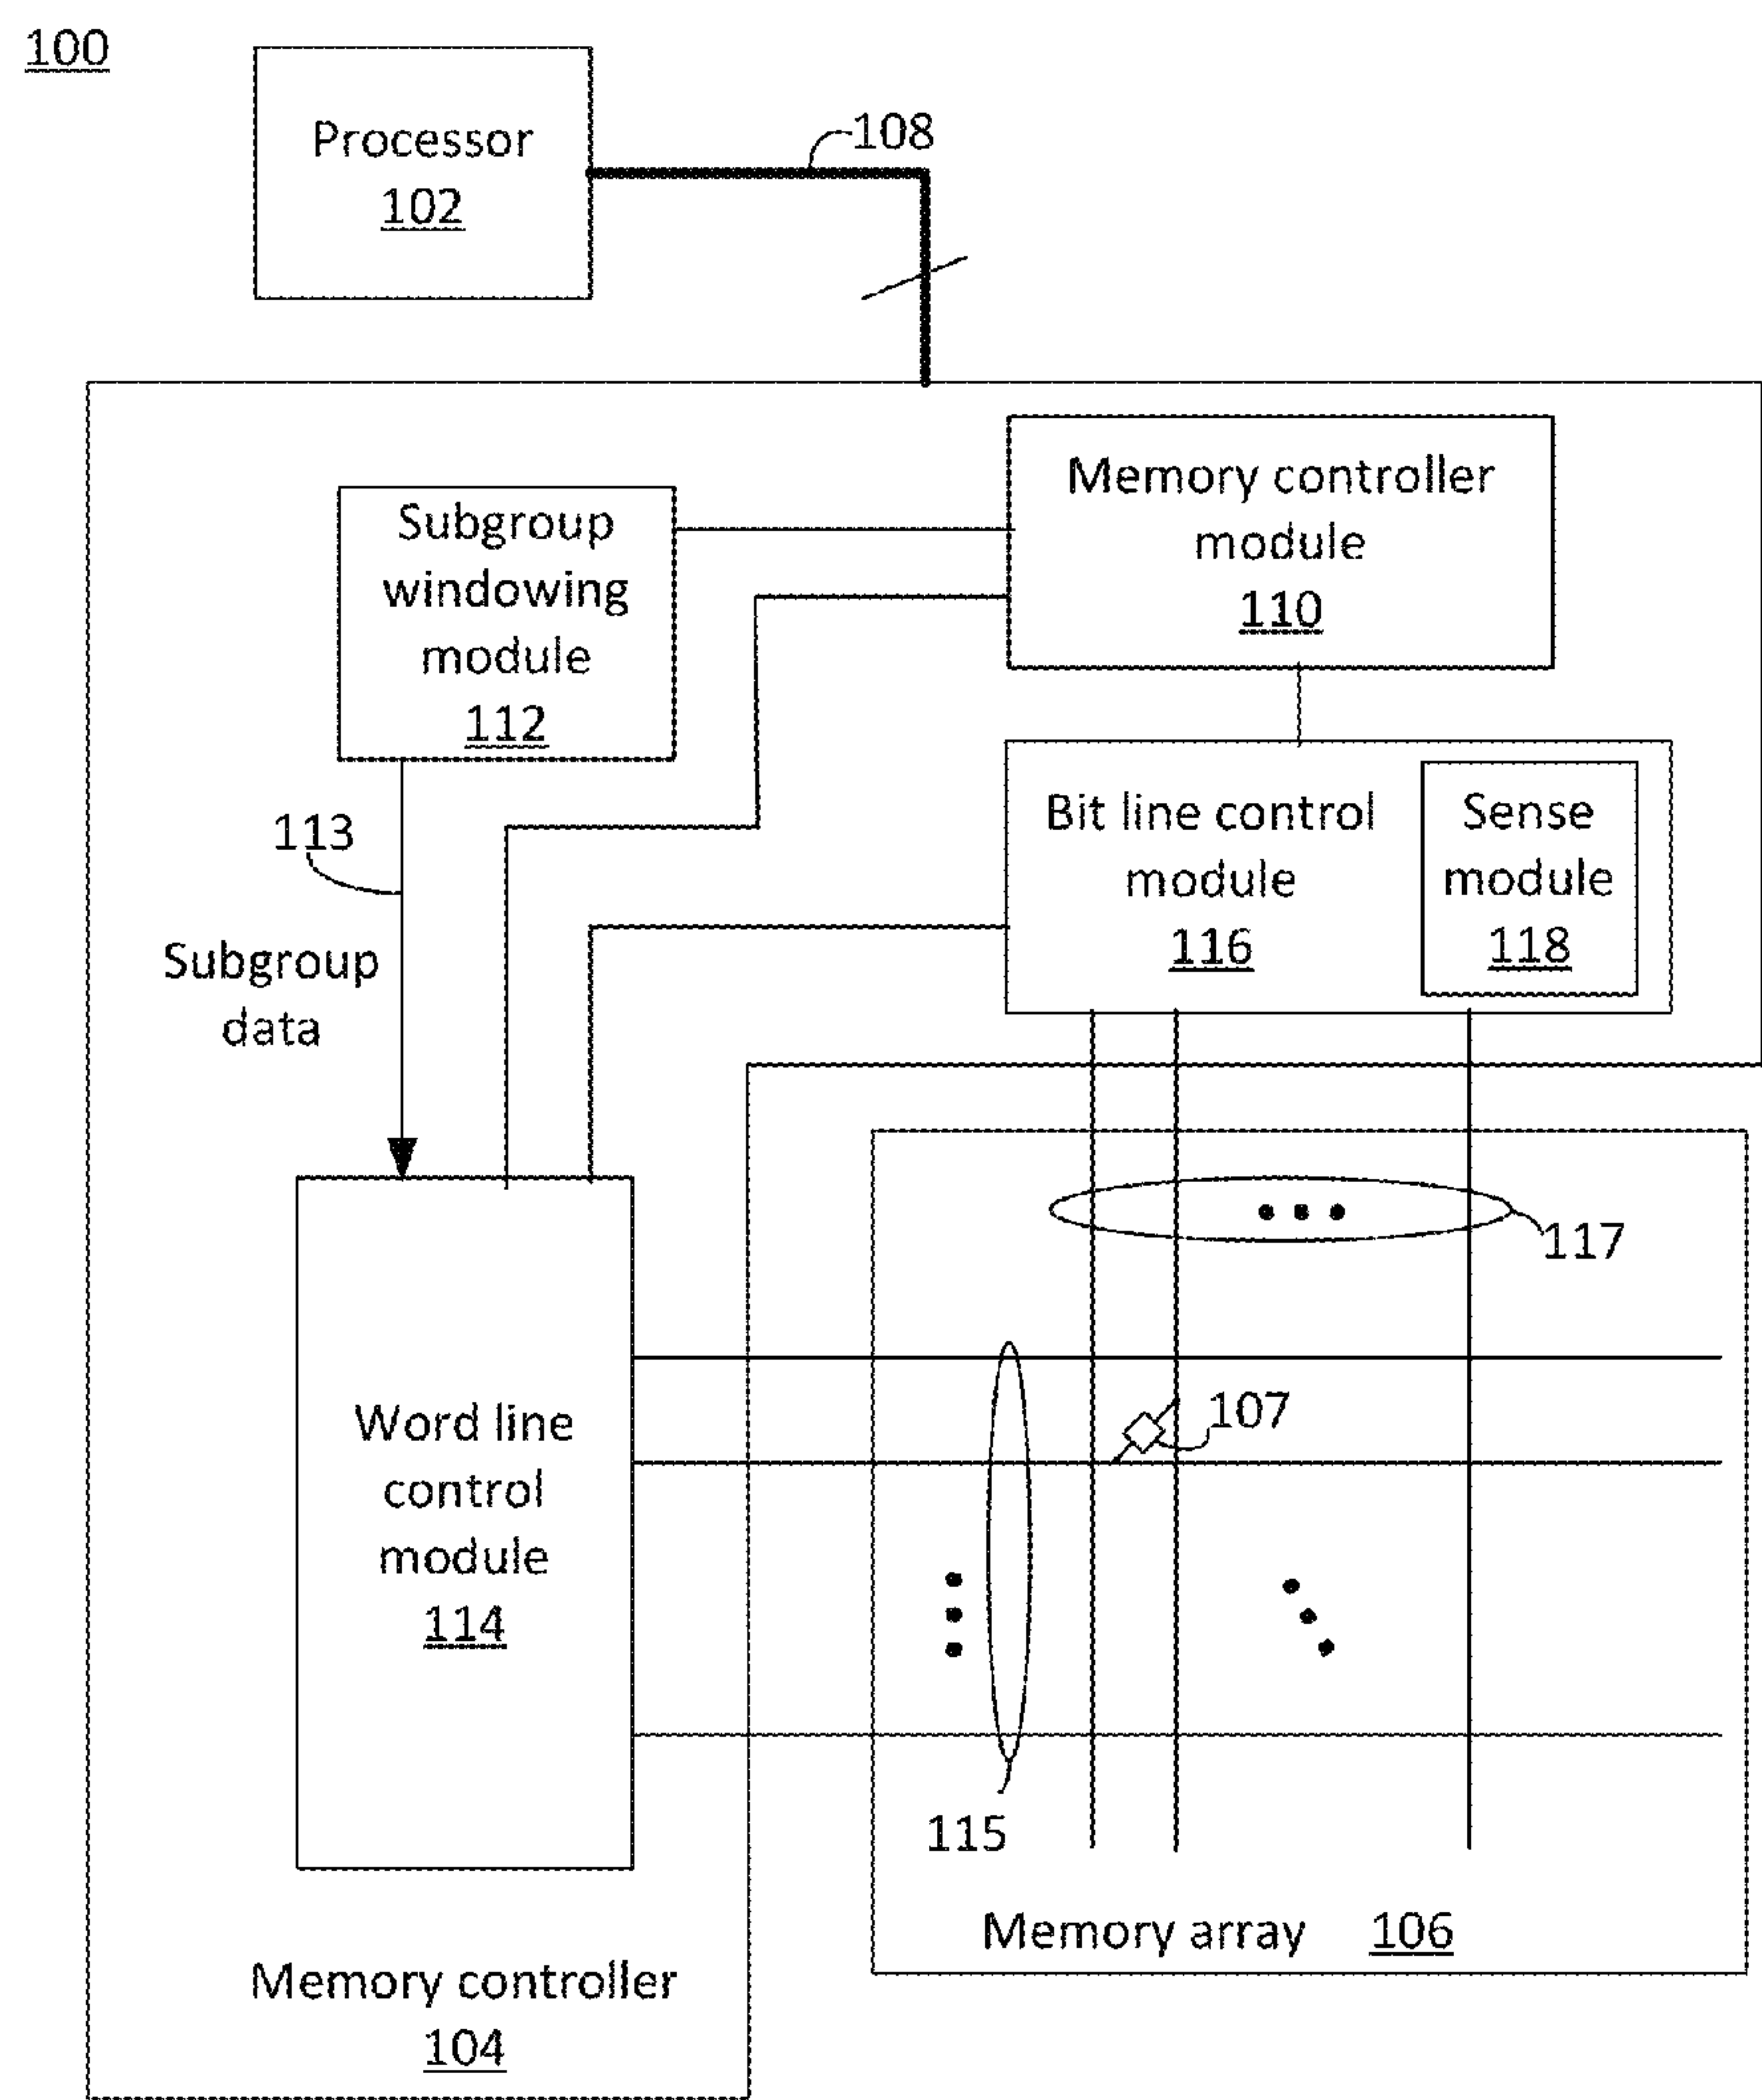 100
Processor
102
108
Memory controller
module
110
Subgroup
windowing
module
112
113
Subgroup
data
Bit line control
module
116
Sense
module
118
117
107
Word line
control
module
114
115
Memory array 106
Memory controller
104